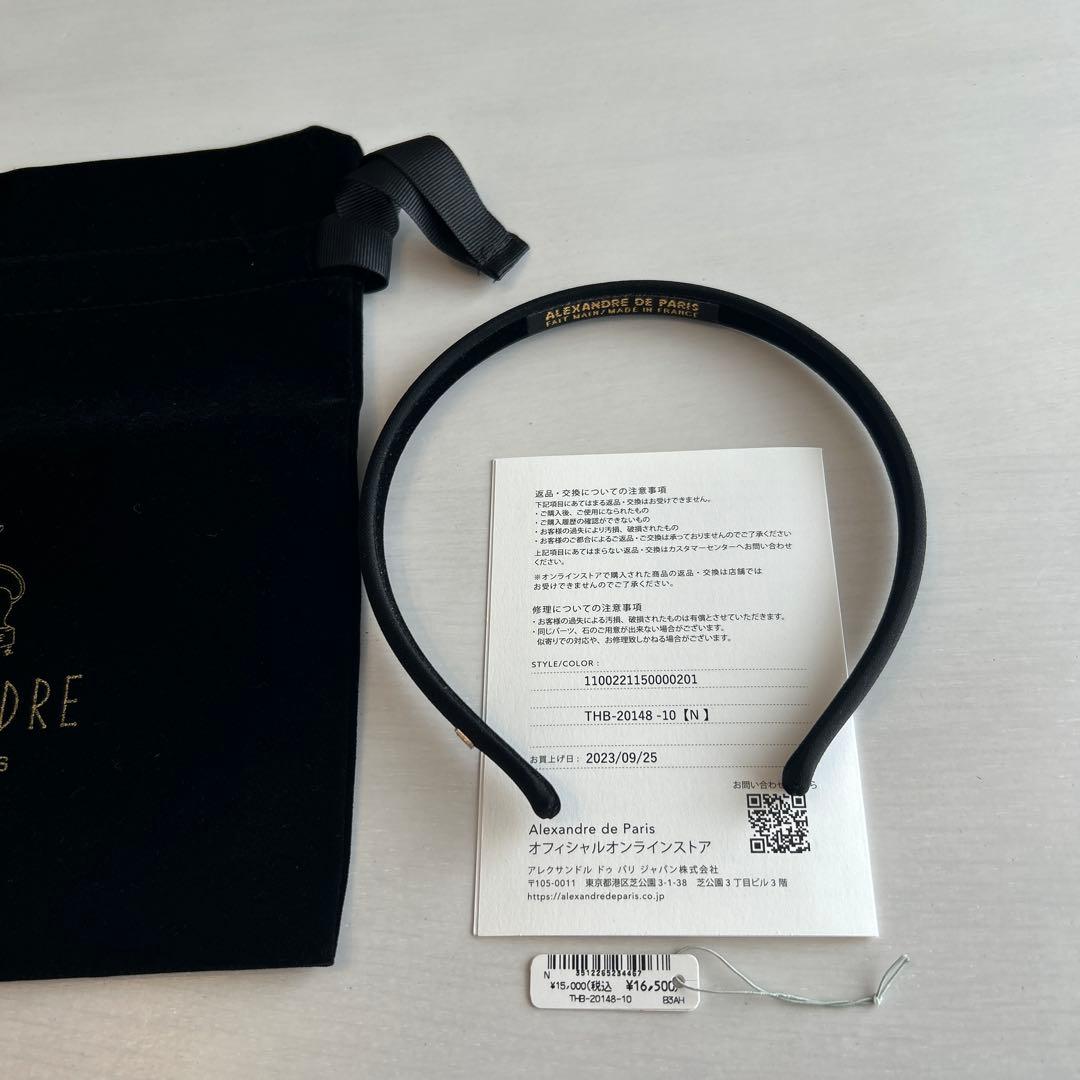 ALEXANDRE DE PARIS
FAIT MAIN/MADE IN FRANCE
返品・交換についての注意事項
下記項目にあてはまる返品・交換はお受けできません。
・ご購入後、ご使用になられたもの
・ご購入履歴の確認ができないもの
・お客様の過失により汚損、破損されたもの
・お客様のご都合によるご返品・ご交換は承っておりませんのでご了承ください
上記項目にあてはまらない返品・交換はカスタマーセンターへお問い合わせ
ください。
※オンラインストアで購入された商品の返品・交換は店舗では
お受けできませんのでご了承ください。
修理についての注意事項
・お客様の過失による汚損、破損されたものは有償とさせていただきます。
・同じパーツ、石のご用意が出来ない場合がございます。
似寄りでの対応や、お修理致しかねる場合がございます。
STYLE/COLOR :
1100221150000201
THB-20148 -10【N 】
お買上げ日: 2023/09/25
お問い合わせ
ら
Alexandre de Paris
オフィシャルオンラインストア
アレクサンドル ドゥ パリ ジャパン株式会社
〒105-0011 東京都港区芝公園3-1-38 芝公園3丁目ビル3階
https://alexandredeparis.co.jp
NDRE
S
N 3512265234467
¥15,000(税込 ¥16,500)
THB-20148-10 B3AH